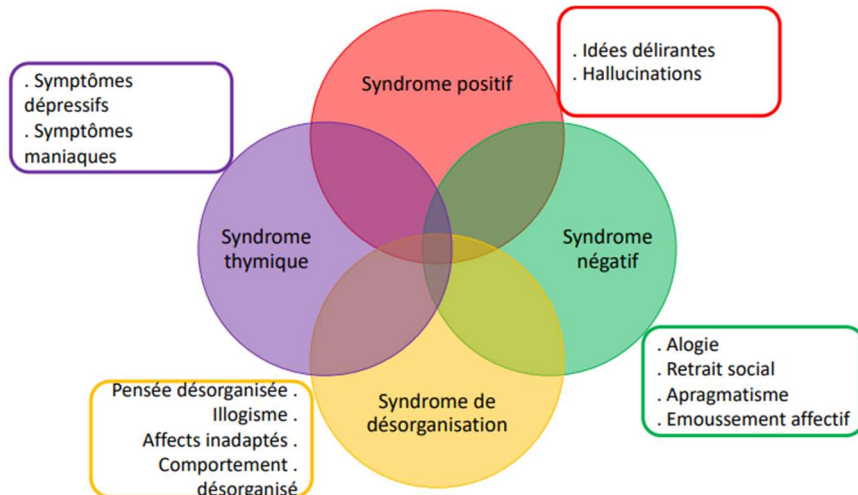 Syndrome positif
. Idées délirantes
. Hallucinations
. Symptômes
dépressifs
. Symptômes
maniaques
Syndrome
thymique
Syndrome
négatif
. Alogie
. Retrait social
. Apragmatisme
. Emoussement affectif
Syndrome de
désorganisation
Pensée désorganisée .
Illogisme .
Affects inadaptés .
Comportement .
désorganisé